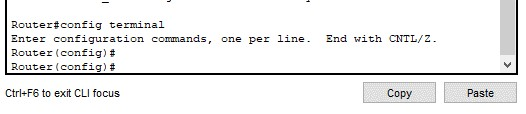 Router#config terminal
Enter configuration commands, one per line.  End with CNTL/Z.
Router(config)#
Router(config)#
Ctrl+F6 to exit CLI focus
Copy
Paste